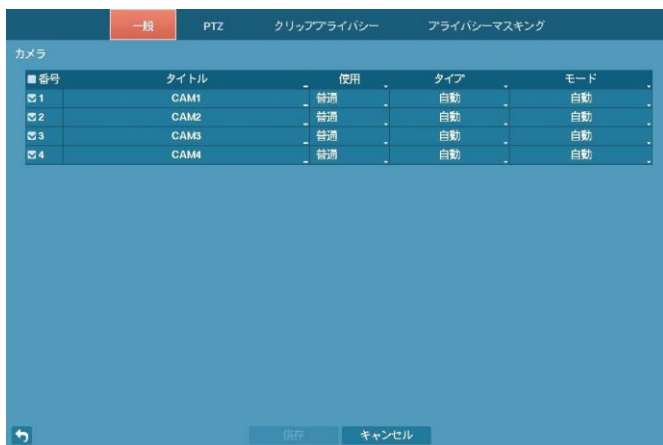 一般 PTZ クリッププライバシー プライバシーマスキング
カメラ
番号 タイトル 使用 タイプ モード
1 CAM1 普通 自動 自動
2 CAM2 普通 自動 自動
3 CAM3 普通 自動 自動
4 CAM4 普通 自動 自動
保存 キャンセル